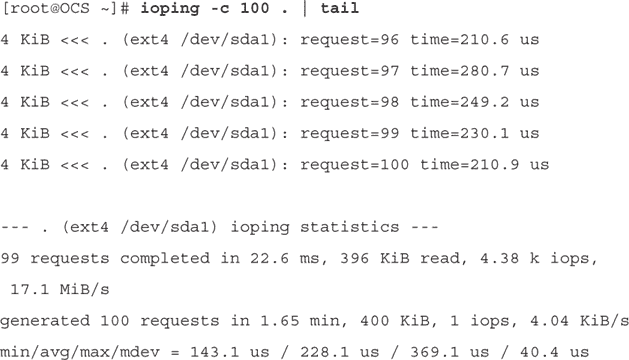 [root@OCS ~]# ioping -c 100 . | tail
4 KiB <<< . (ext4 /dev/sda1): request=96 time=210.6 us
4 KiB <<< . (ext4 /dev/sda1): request=97 time=280.7 us
4 KiB <<< . (ext4 /dev/sda1): request=98 time=249.2 us
4 KiB <<< . (ext4 /dev/sda1): request=99 time=230.1 us
4 KiB <<< . (ext4 /dev/sda1): request=100 time=210.9 us
--- . (ext4 /dev/sda1) ioping statistics ---
99 requests completed in 22.6 ms, 396 KiB read, 4.38 k iops,
17.1 MiB/s
generated 100 requests in 1.65 min, 400 KiB, 1 iops, 4.04 KiB/s
min/avg/max/mdev = 143.1 us / 228.1 us / 369.1 us / 40.4 us